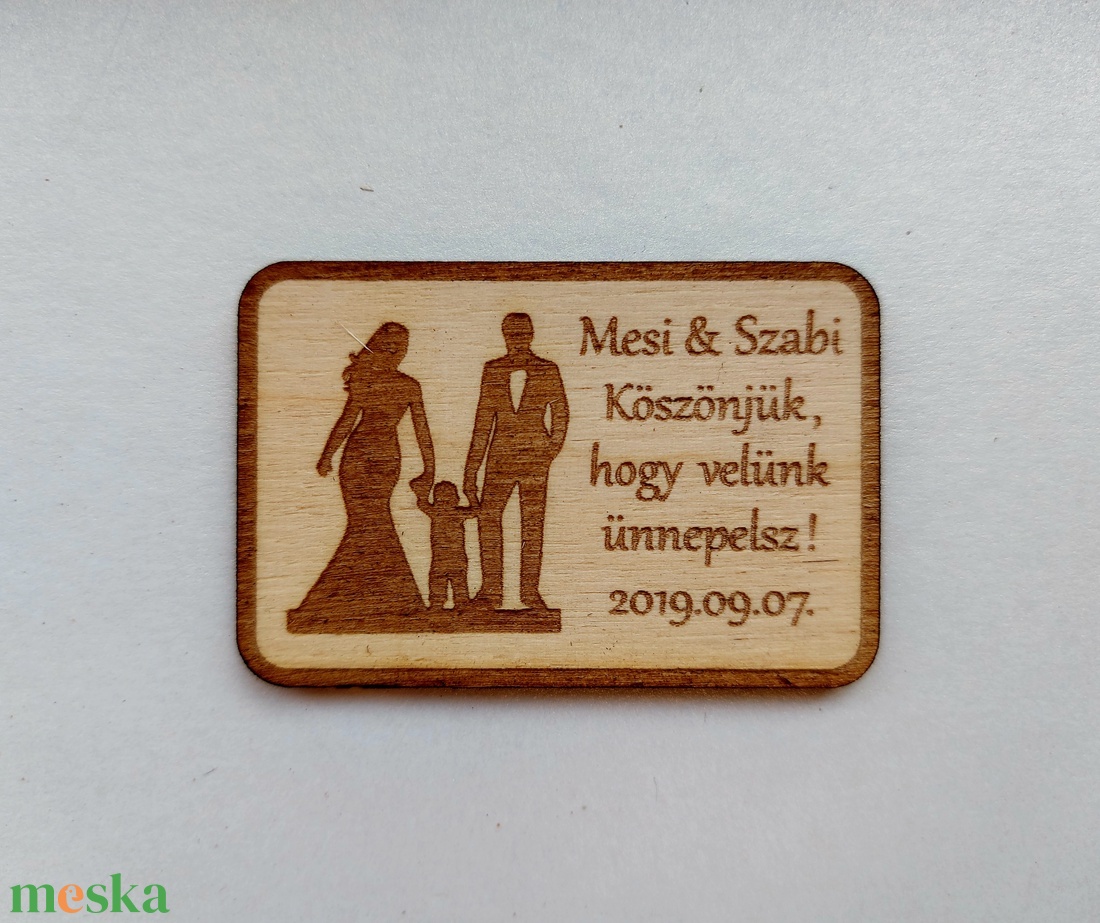 Mesi & Szabi
Köszönjük,
hogy velünk
ünnepelsz!
2019.09.07.
meska